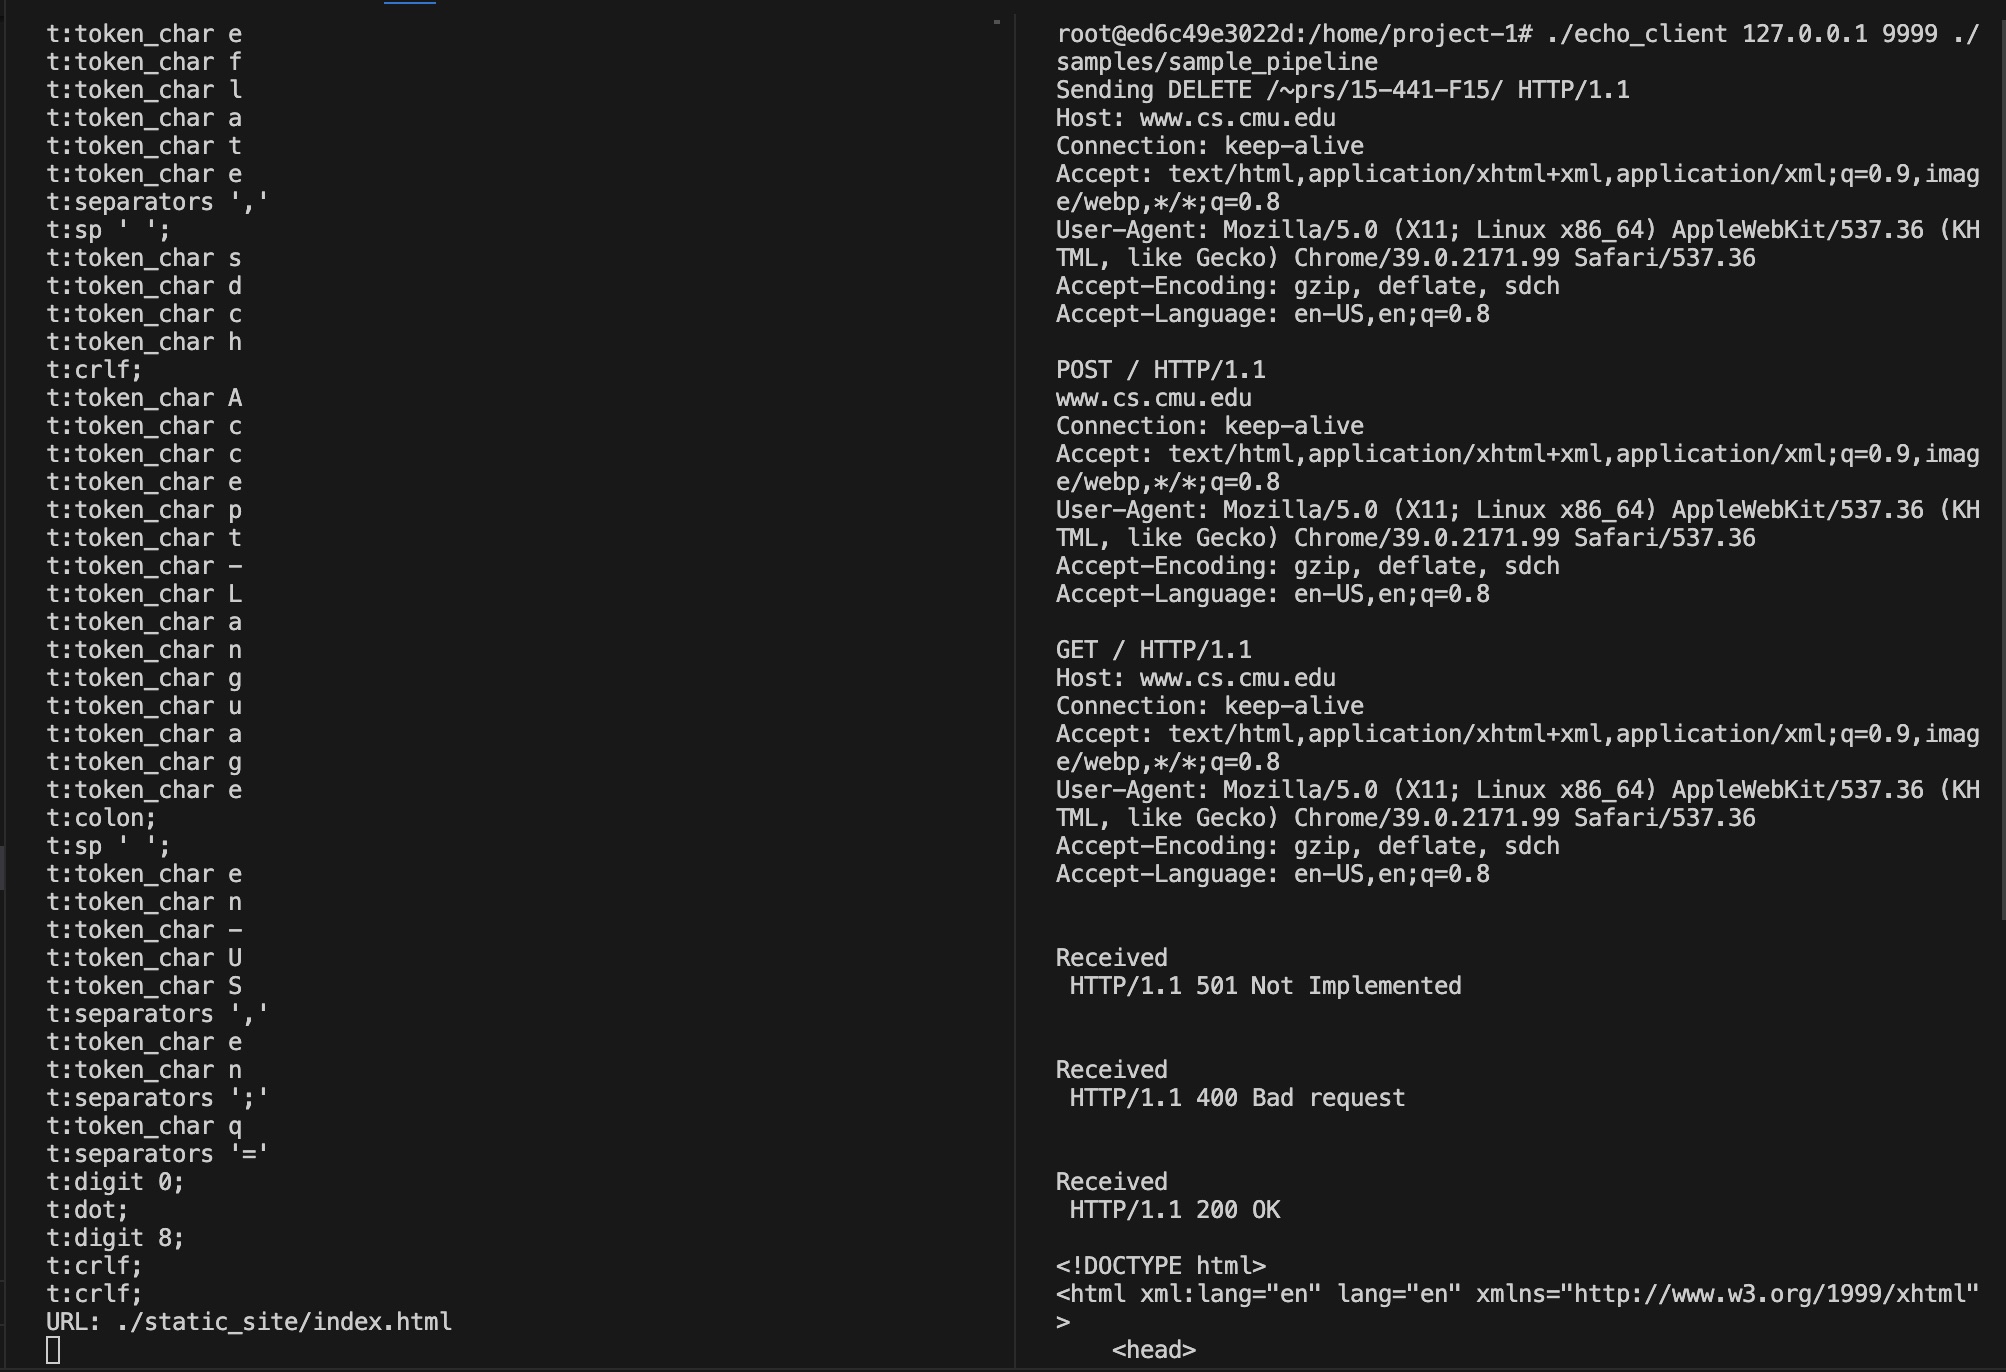 t:token_char e
t:token_char f
t:token_char l
t:token_char a
t:token_char t
t:token_char e
t:separators ','
t:sp ' ';
t:token_char s
t:token_char d
t:token_char c
t:token_char h
t:crlf;
t:token_char A
t:token_char c
t:token_char c
t:token_char e
t:token_char p
t:token_char t
t:token_char -
t:token_char L
t:token_char a
t:token_char n
t:token_char g
t:token_char u
t:token_char a
t:token_char g
t:token_char e
t:colon;
t:sp ' ';
t:token_char e
t:token_char n
t:token_char -
t:token_char U
t:token_char S
t:separators ','
t:token_char e
t:token_char n
t:separators ';'
t:token_char q
t:separators '='
t:digit 0;
t:dot;
t:digit 8;
t:crlf;
t:crlf;
URL: ./static_site/index.html
root@ed6c49e3022d:/home/project-1# ./echo_client 127.0.0.1 9999 ./
samples/sample_pipeline
Sending DELETE /~prs/15-441-F15/ HTTP/1.1
Host: www.cs.cmu.edu
Connection: keep-alive
Accept: text/html,application/xhtml+xml,application/xml;q=0.9,imag
e/webp,*/*;q=0.8
User-Agent: Mozilla/5.0 (X11; Linux x86_64) AppleWebKit/537.36 (KH
TML, like Gecko) Chrome/39.0.2171.99 Safari/537.36
Accept-Encoding: gzip, deflate, sdch
Accept-Language: en-US,en;q=0.8

POST / HTTP/1.1
www.cs.cmu.edu
Connection: keep-alive
Accept: text/html,application/xhtml+xml,application/xml;q=0.9,imag
e/webp,*/*;q=0.8
User-Agent: Mozilla/5.0 (X11; Linux x86_64) AppleWebKit/537.36 (KH
TML, like Gecko) Chrome/39.0.2171.99 Safari/537.36
Accept-Encoding: gzip, deflate, sdch
Accept-Language: en-US,en;q=0.8

GET / HTTP/1.1
Host: www.cs.cmu.edu
Connection: keep-alive
Accept: text/html,application/xhtml+xml,application/xml;q=0.9,imag
e/webp,*/*;q=0.8
User-Agent: Mozilla/5.0 (X11; Linux x86_64) AppleWebKit/537.36 (KH
TML, like Gecko) Chrome/39.0.2171.99 Safari/537.36
Accept-Encoding: gzip, deflate, sdch
Accept-Language: en-US,en;q=0.8

Received
 HTTP/1.1 501 Not Implemented

Received
 HTTP/1.1 400 Bad request

Received
 HTTP/1.1 200 OK

<!DOCTYPE html>
<html xml:lang="en" lang="en" xmlns="http://www.w3.org/1999/xhtml"
>
    <head>